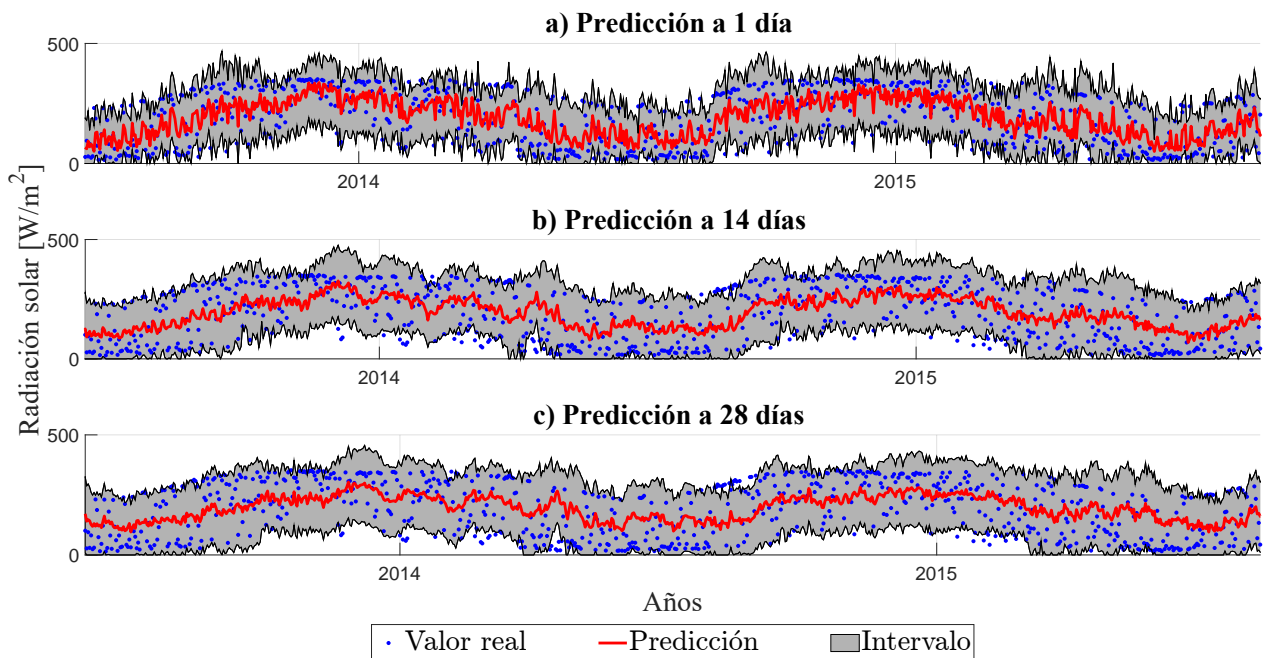 a) Predicción a 1 día
500
0
2014
2015
b) Predicción a 14 días
500
0
2014
2015
c) Predicción a 28 días
500
0
2014
2015
Radiación solar [W/m²]
Años
Valor real Predicción Intervalo